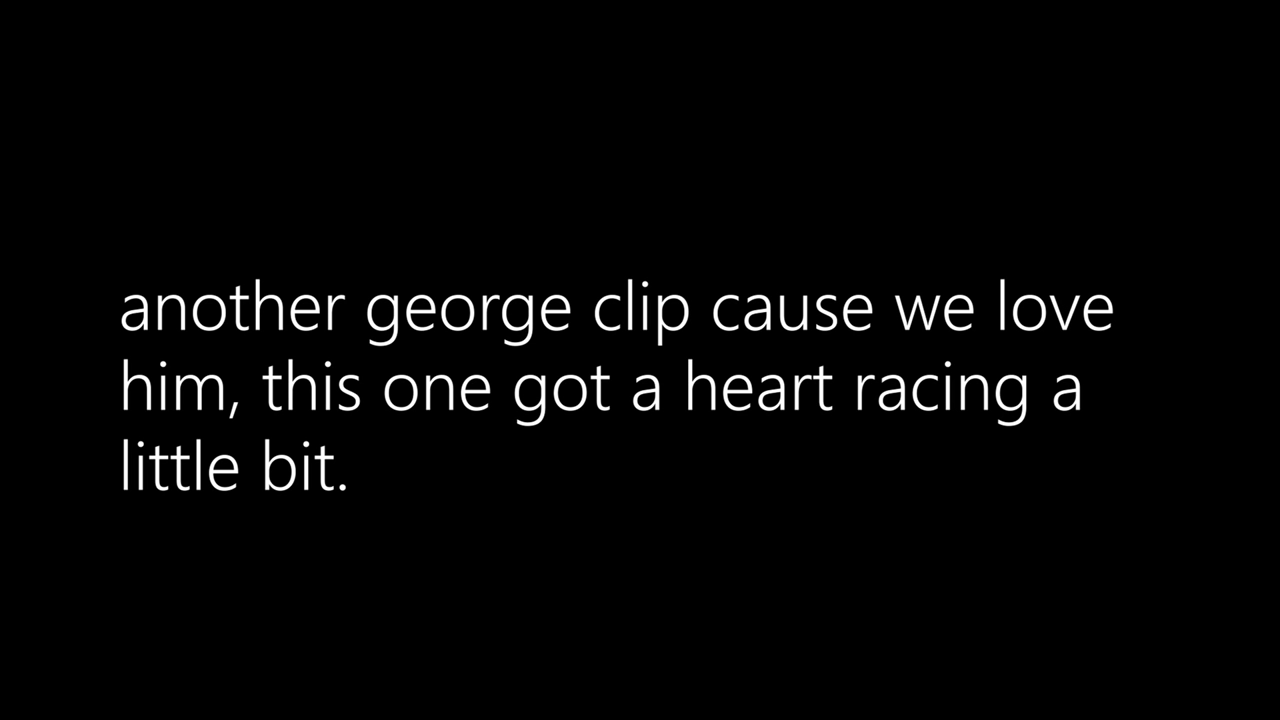 another george clip cause we love
him, this one got a heart racing a
little bit.